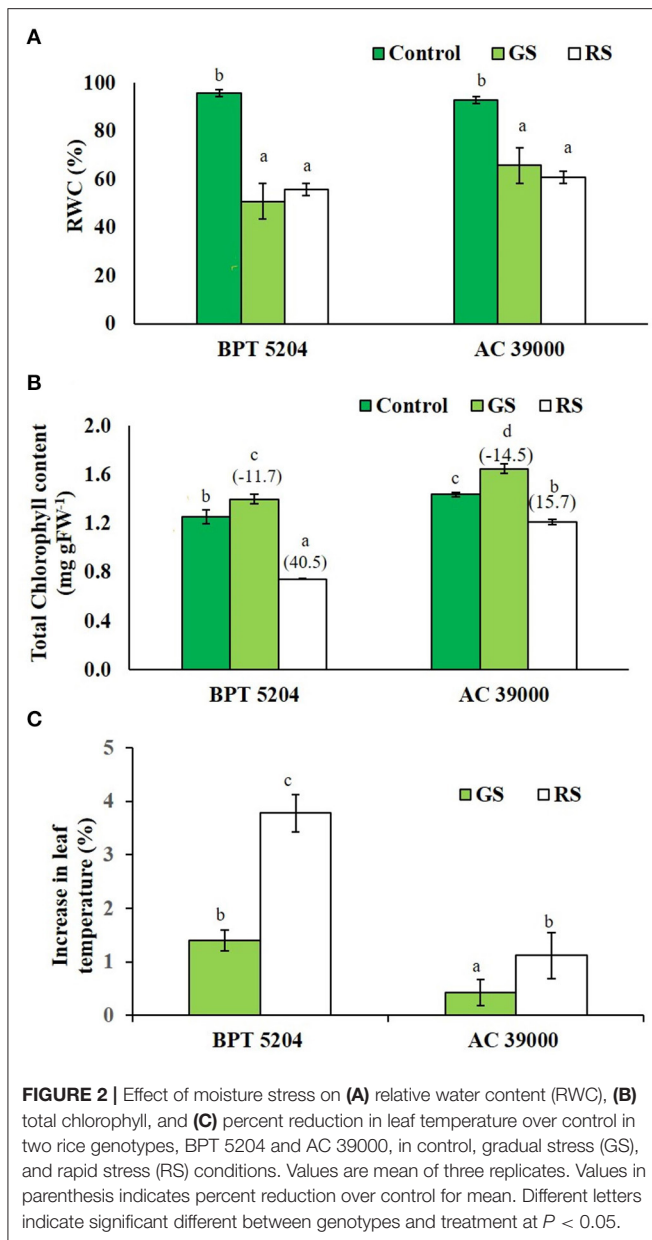 A
Control GS RS
100
80
60
40
20
0
RWC (%)
b
a
a
b
a
a
BPT 5204
AC 39000
B
Control GS RS
2.0
1.6
1.2
0.8
0.4
0.0
Total Chlorophyll content
(mg gFW-1)
b
c
(-11.7)
a
(40.5)
c
d
(-14.5)
b
(15.7)
BPT 5204
AC 39000
C
5
4
3
2
1
0
Increase in leaf
temperature (%)
GS RS
b
c
a
b
BPT 5204
AC 39000
FIGURE 2 | Effect of moisture stress on (A) relative water content (RWC), (B)
total chlorophyll, and (C) percent reduction in leaf temperature over control in
two rice genotypes, BPT 5204 and AC 39000, in control, gradual stress (GS),
and rapid stress (RS) conditions. Values are mean of three replicates. Values in
parenthesis indicates percent reduction over control for mean. Different letters
indicate significant different between genotypes and treatment at P < 0.05.